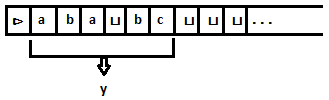 ▷ a b a ⊔ b c ⊔ ⊔ ⊔ ...
y